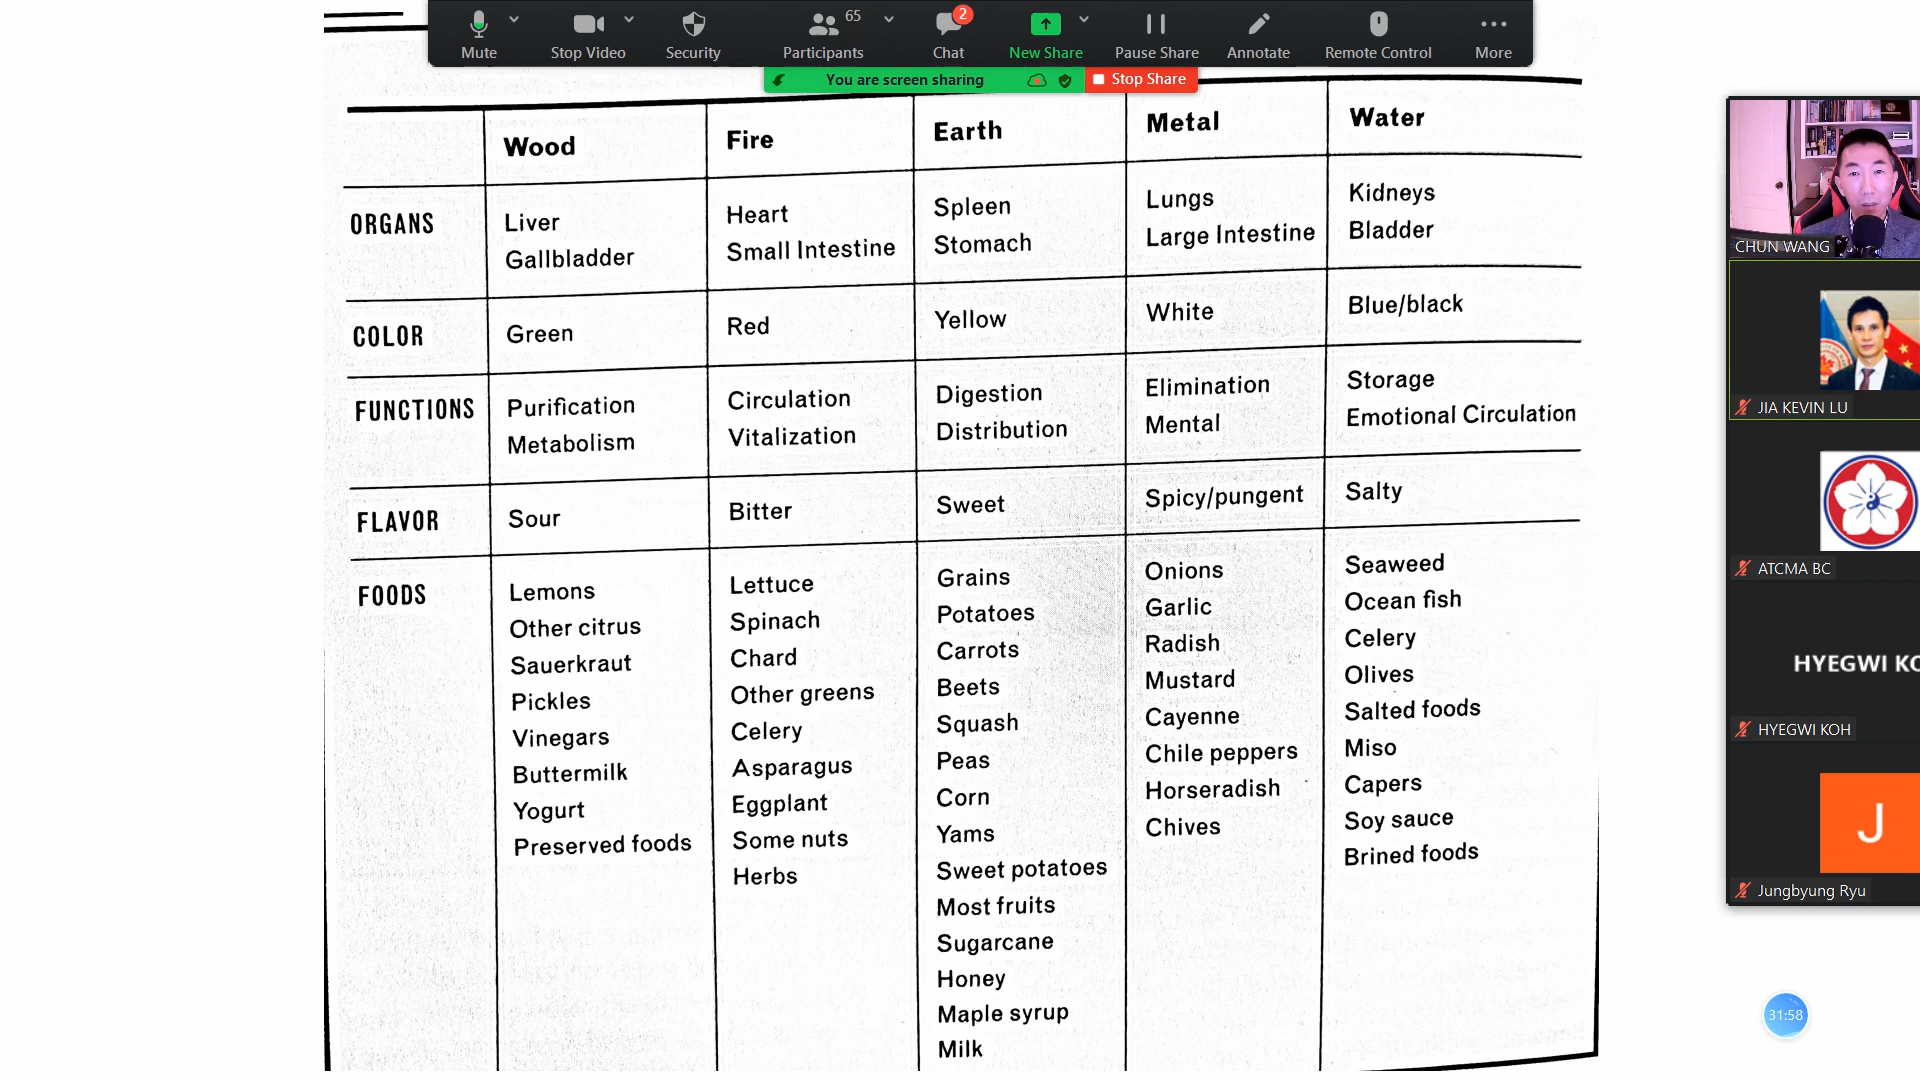 Mute
Stop Video
Security
65
Participants
2
Chat
New Share
Pause Share
Annotate
Remote Control
More
You are screen sharing
Stop Share
Wood Fire Earth Metal Water
ORGANS
Liver
Gallbladder
Heart
Small Intestine
Spleen
Stomach
Lungs
Large Intestine
Kidneys
Bladder
COLOR
Green
Red
Yellow
White
Blue/black
FUNCTIONS
Purification
Metabolism
Circulation
Vitalization
Digestion
Distribution
Elimination
Mental
Storage
Emotional Circulation
FLAVOR
Sour
Bitter
Sweet
Spicy/pungent
Salty
FOODS
Lemons
Other citrus
Sauerkraut
Pickles
Vinegars
Buttermilk
Yogurt
Preserved foods
Lettuce
Spinach
Chard
Other greens
Celery
Asparagus
Eggplant
Some nuts
Herbs
Grains
Potatoes
Carrots
Beets
Squash
Peas
Corn
Yams
Sweet potatoes
Most fruits
Sugarcane
Honey
Maple syrup
Milk
Onions
Garlic
Radish
Mustard
Cayenne
Chile peppers
Horseradish
Chives
Seaweed
Ocean fish
Celery
Olives
Salted foods
Miso
Capers
Soy sauce
Brined foods
CHUN WANG
JIA KEVIN LU
ATCMA BC
HYEGWI KO
HYEGWI KOH
J
Jungbyung Ryu
31:58